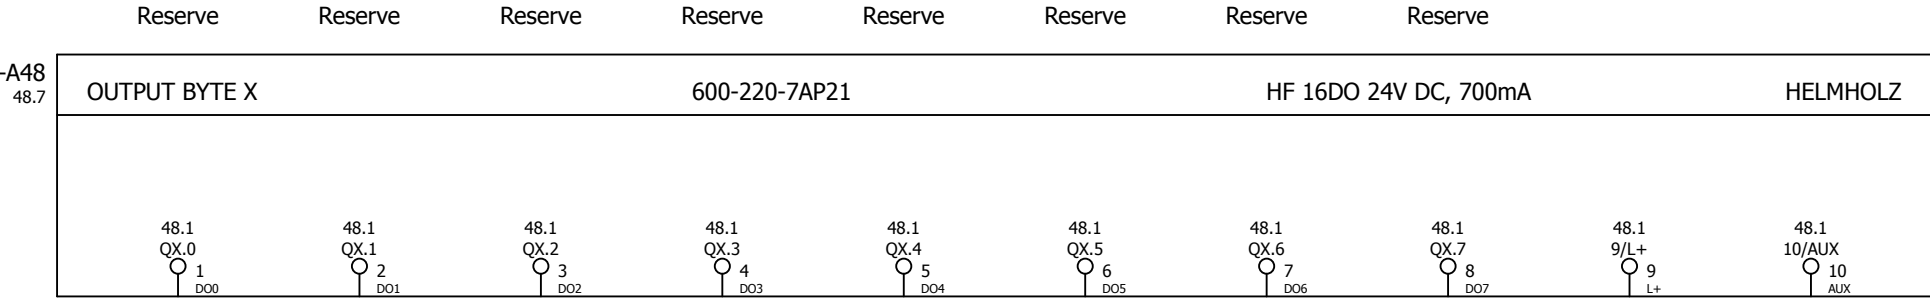 Reserve Reserve Reserve Reserve Reserve Reserve Reserve Reserve
-A48
48.7
OUTPUT BYTE X 600-220-7AP21 HF 16DO 24V DC, 700mA HELMHOLZ
48.1 48.1 48.1 48.1 48.1 48.1 48.1 48.1 48.1 48.1
QX.0 QX.1 QX.2 QX.3 QX.4 QX.5 QX.6 QX.7 9/L+ 10/AUX
1 2 3 4 5 6 7 8 9 10
DO0 DO1 DO2 DO3 DO4 DO5 DO6 DO7 L+ AUX